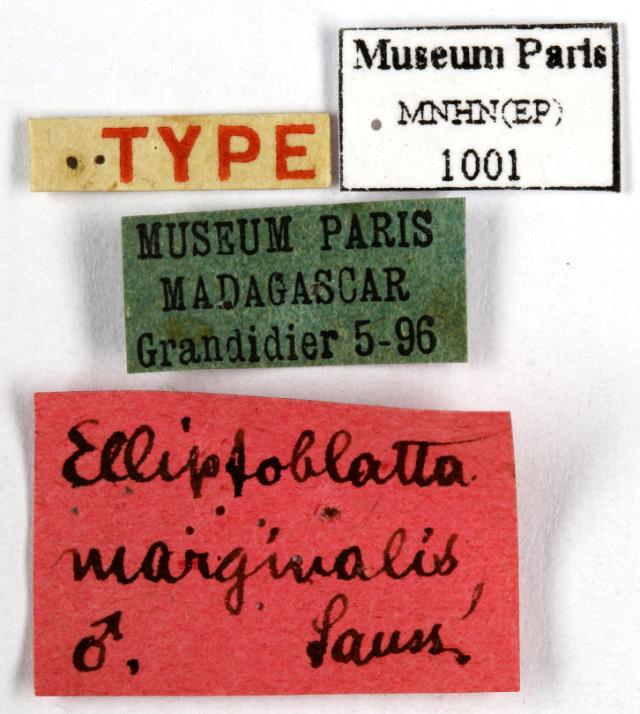 Museum Paris
MNHN(EP)
1001
TYPE
MUSEUM PARIS
MADAGASCAR
Grandidier 5-96
Elliptoblatta
marginalis,
♂. Sauss.